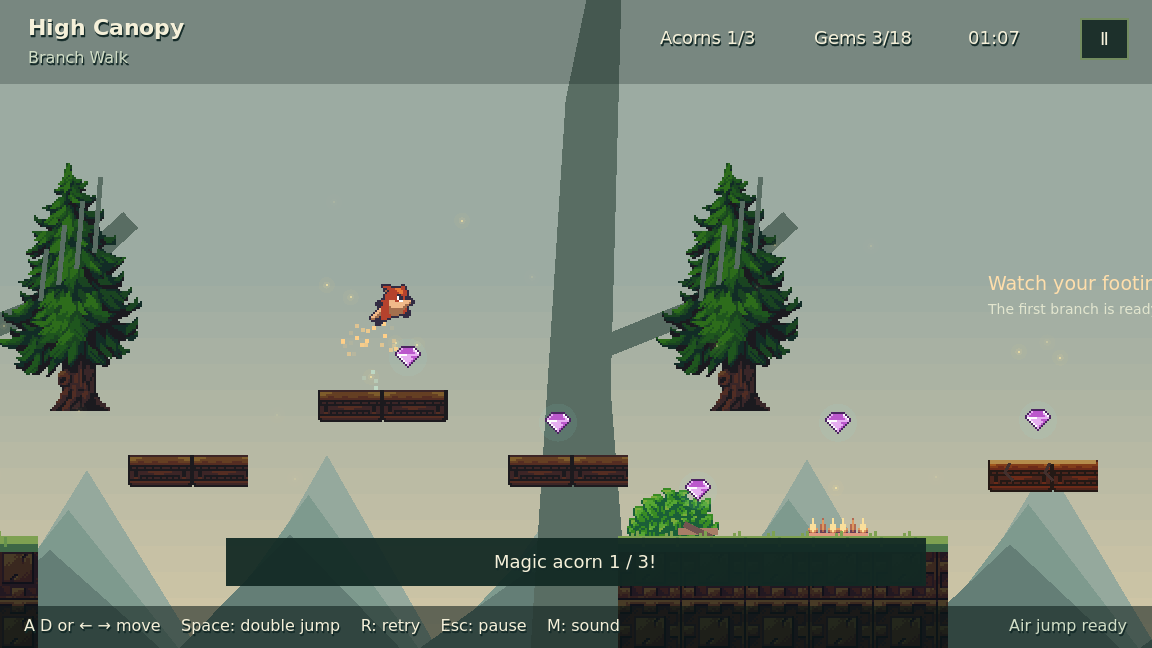 High Canopy
Branch Walk
Acorns 1/3
Gems 3/18
01:07
Watch your footin
The first branch is ready
Magic acorn 1 / 3!
A D or ← → move
Space: double jump
R: retry
Esc: pause
M: sound
Air jump ready